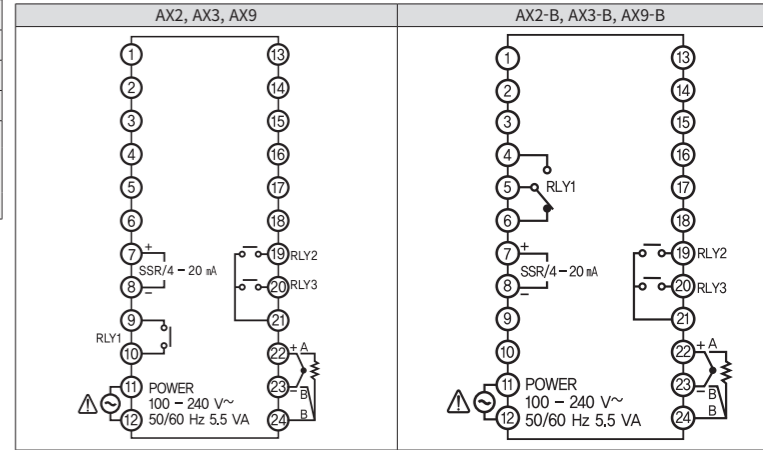 AX2, AX3, AX9
1 13
2 14
3 15
4 16
5 17
6 18
7 + 19 RLY2
SSR/4 - 20 mA
8 - 20 RLY3
9 21
RLY1
10 22 + A
11 POWER 23 - B
100 - 240 V~
12 50/60 Hz 5.5 VA 24 B
AX2-B, AX3-B, AX9-B
1 13
2 14
3 15
4 16
5 RLY1 17
6 18
7 + 19 RLY2
SSR/4 - 20 mA
8 - 20 RLY3
9 21
10 22 + A
11 POWER 23 - B
100 - 240 V~
12 50/60 Hz 5.5 VA 24 B